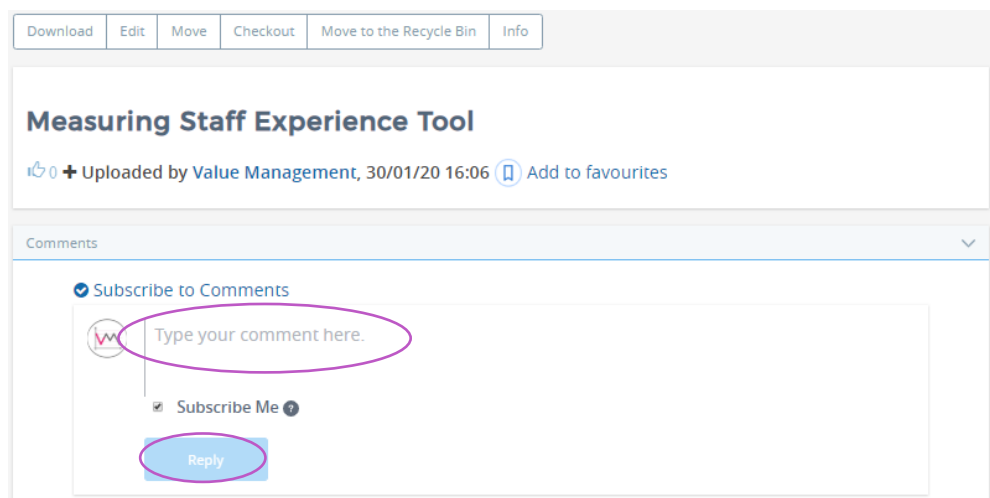 Download Edit Move Checkout Move to the Recycle Bin Info
Measuring Staff Experience Tool
0 + Uploaded by Value Management, 30/01/20 16:06 Add to favourites
Comments
Subscribe to Comments
Type your comment here.
Subscribe Me ?
Reply